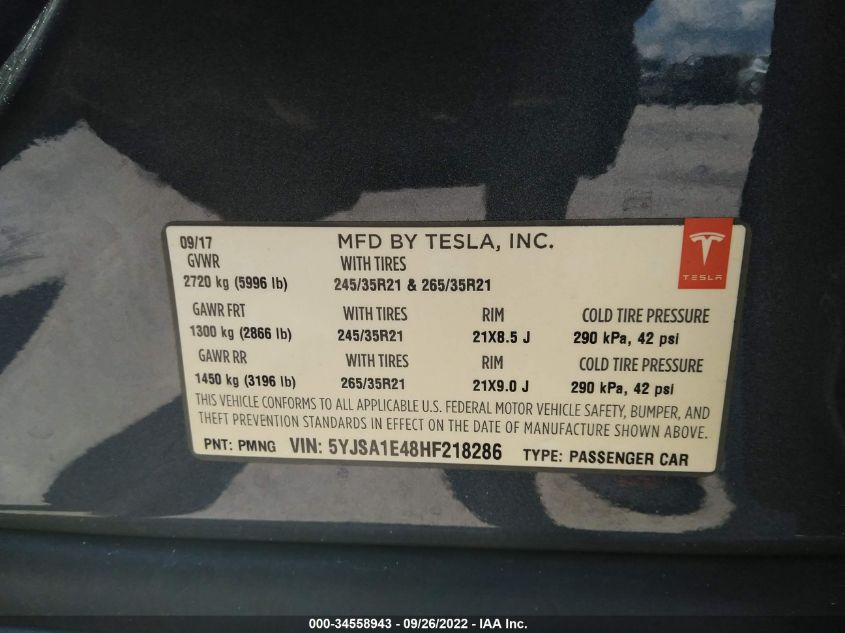 09/17 MFD BY TESLA, INC.
TESLA
GVWR WITH TIRES
2720 kg (5996 lb) 245/35R21 & 265/35R21
GAWR FRT WITH TIRES RIM COLD TIRE PRESSURE
1300 kg (2866 lb) 245/35R21 21X8.5 J 290 kPa, 42 psi
GAWR RR WITH TIRES RIM COLD TIRE PRESSURE
1450 kg (3196 lb) 265/35R21 21X9.0 J 290 kPa, 42 psi
THIS VEHICLE CONFORMS TO ALL APPLICABLE U.S. FEDERAL MOTOR VEHICLE SAFETY, BUMPER, AND
THEFT PREVENTION STANDARDS IN EFFECT ON THE DATE OF MANUFACTURE SHOWN ABOVE.
PNT: PMNG VIN: 5YJSA1E48HF218286 TYPE: PASSENGER CAR
000-34558943 - 09/26/2022 - IAA Inc.